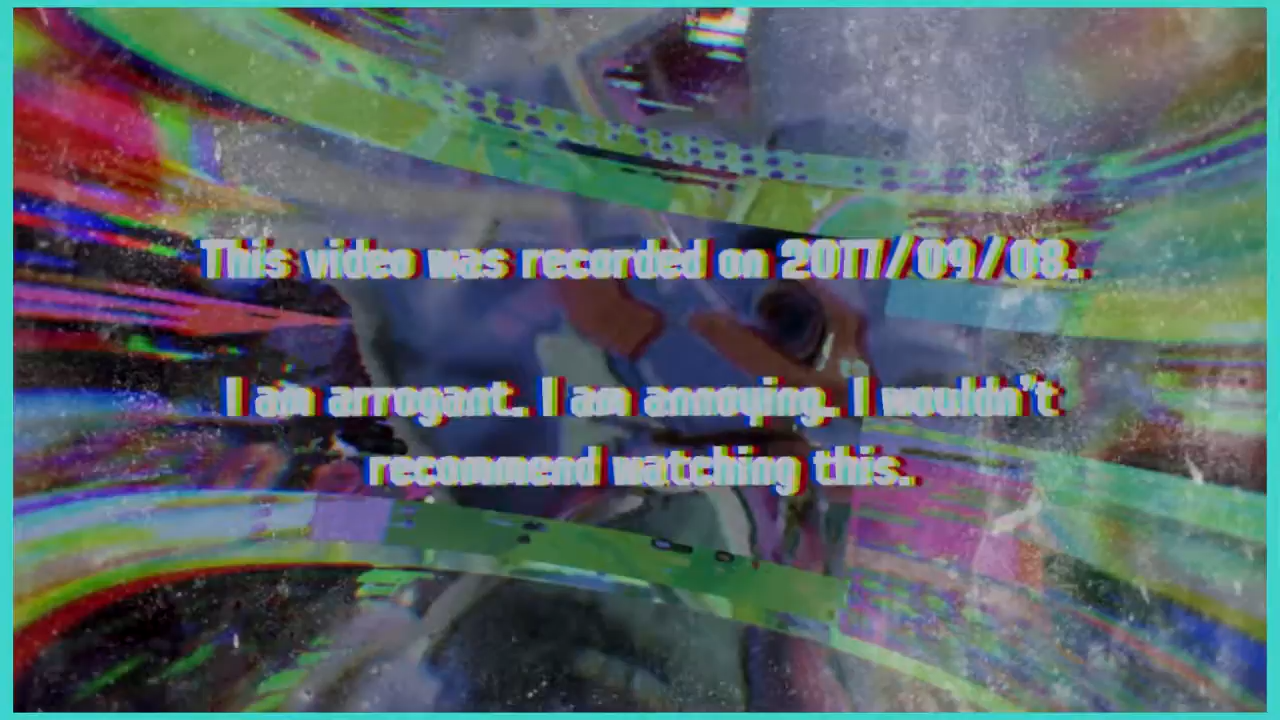 This video was recorded on 2017/09/08.
I am arrogant. I am annoying. I wouldn't
recommend watching this.